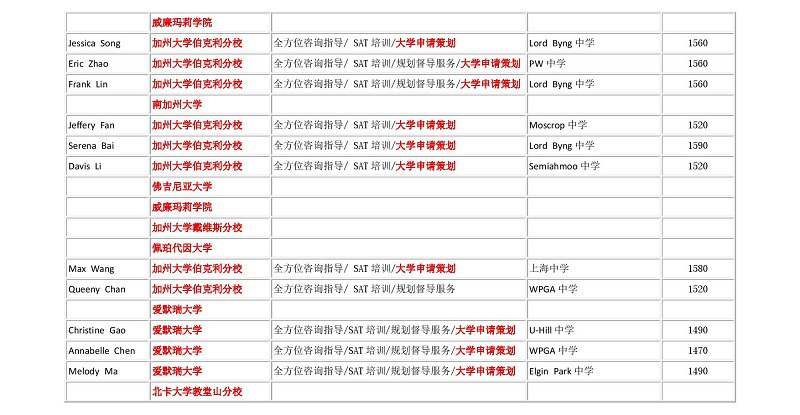 威廉玛莉学院
Jessica Song 加州大学伯克利分校 全方位咨询指导/ SAT 培训/大学申请策划 Lord Byng 中学 1560
Eric Zhao 加州大学伯克利分校 全方位咨询指导/ SAT 培训/规划督导服务/大学申请策划 PW 中学 1560
Frank Lin 加州大学伯克利分校 全方位咨询指导/ SAT 培训/规划督导服务/大学申请策划 Lord Byng 中学 1560
南加州大学
Jeffery Fan 加州大学伯克利分校 全方位咨询指导/ SAT 培训/大学申请策划 Moscrop 中学 1520
Serena Bai 加州大学伯克利分校 全方位咨询指导/ SAT 培训/大学申请策划 Lord Byng 中学 1590
Davis Li 加州大学伯克利分校 全方位咨询指导/ SAT 培训/大学申请策划 Semiahmoo 中学 1520
佛吉尼亚大学
威廉玛莉学院
加州大学戴维斯分校
佩珀代因大学
Max Wang 加州大学伯克利分校 全方位咨询指导/ SAT 培训/大学申请策划 上海中学 1580
Queeny Chan 加州大学伯克利分校 全方位咨询指导/ SAT 培训/规划督导服务 WPGA 中学 1520
爱默瑞大学
Christine Gao 爱默瑞大学 全方位咨询指导/SAT 培训/规划督导服务/大学申请策划 U-Hill 中学 1490
Annabelle Chen 爱默瑞大学 全方位咨询指导/SAT 培训/规划督导服务/大学申请策划 WPGA 中学 1470
Melody Ma 爱默瑞大学 全方位咨询指导/SAT 培训/规划督导服务/大学申请策划 Elgin Park 中学 1490
北卡大学教堂山分校